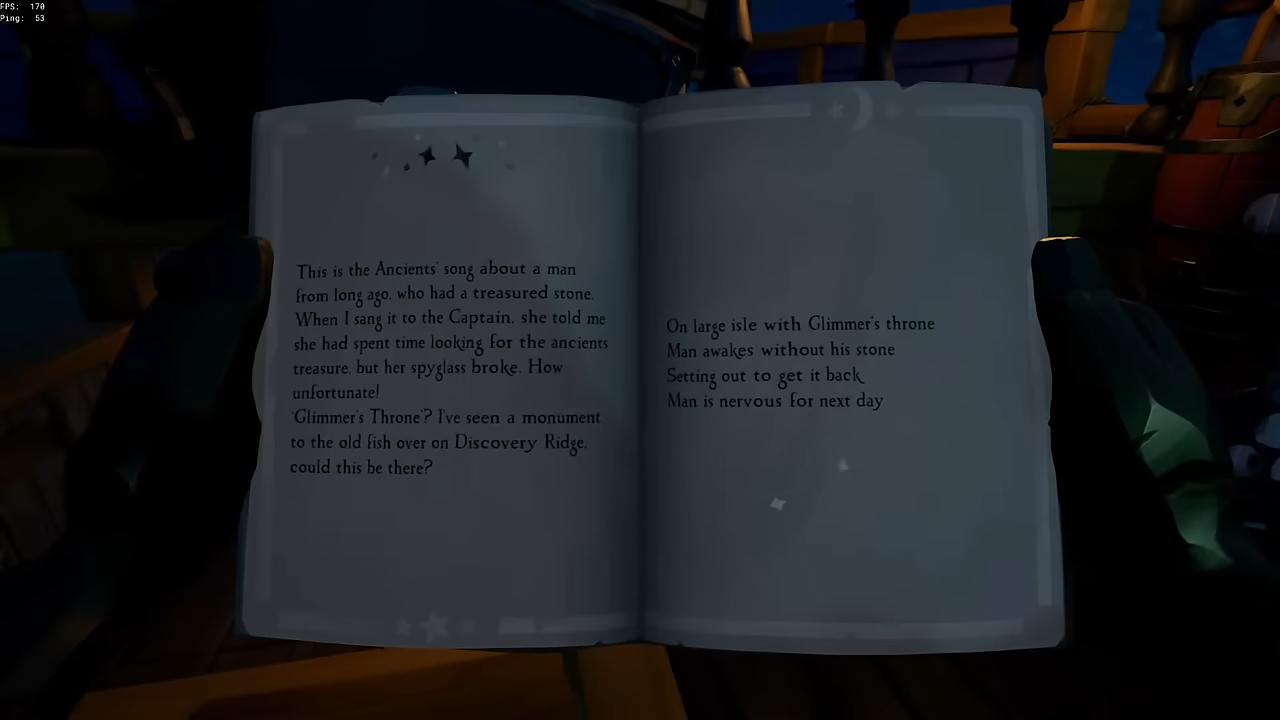 FPS: 170
Ping: 53
This is the Ancients' song about a man
from long ago, who had a treasured stone.
When I sang it to the Captain, she told me
she had spent time looking for the ancients
treasure, but her spyglass broke. How
unfortunate!
'Glimmer's Throne'? I've seen a monument
to the old fish over on Discovery Ridge,
could this be there?
On large isle with Glimmer's throne
Man awakes without his stone
Setting out to get it back
Man is nervous for next day